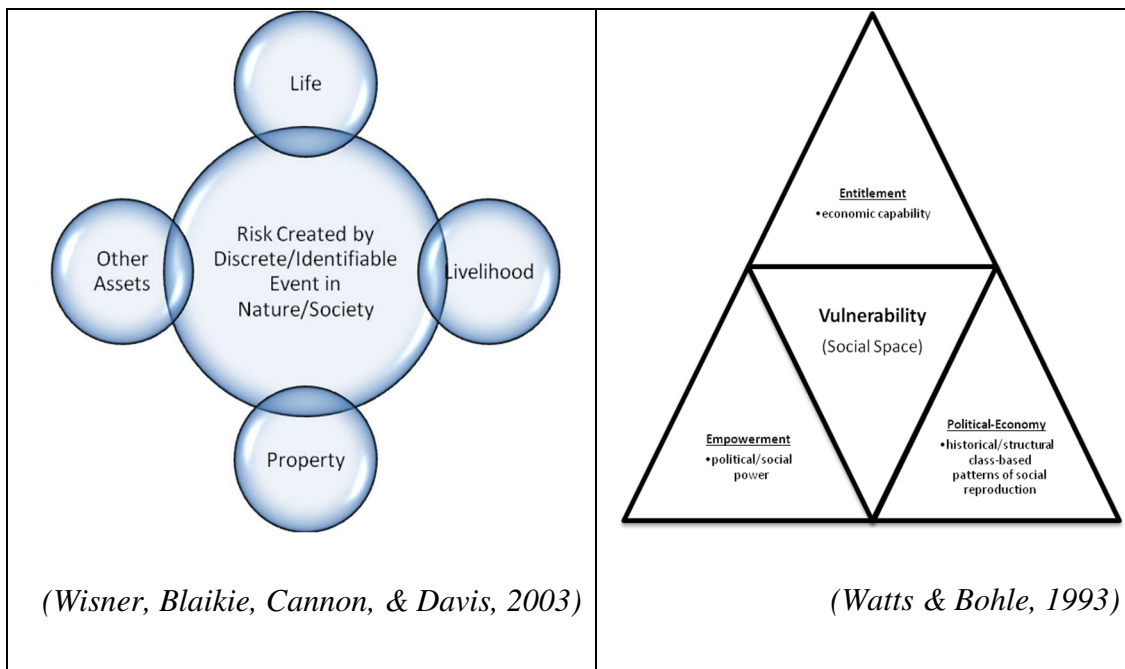 Life
Other
Assets
Risk Created by
Discrete/Identifiable
Event in
Nature/Society
Livelihood
Property
(Wisner, Blaikie, Cannon, & Davis, 2003)
Entitlement
•economic capability
Vulnerability
(Social Space)
Empowerment
•political/social
power
Political-Economy
•historical/structural
class-based
patterns of social
reproduction
(Watts & Bohle, 1993)